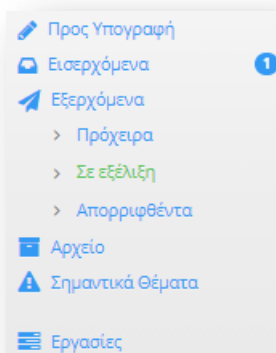 Προς Υπογραφή
Εισερχόμενα 1
Εξερχόμενα
Πρόχειρα
Σε εξέλιξη
Απορριφθέντα
Αρχείο
Σημαντικά Θέματα
Εργασίες